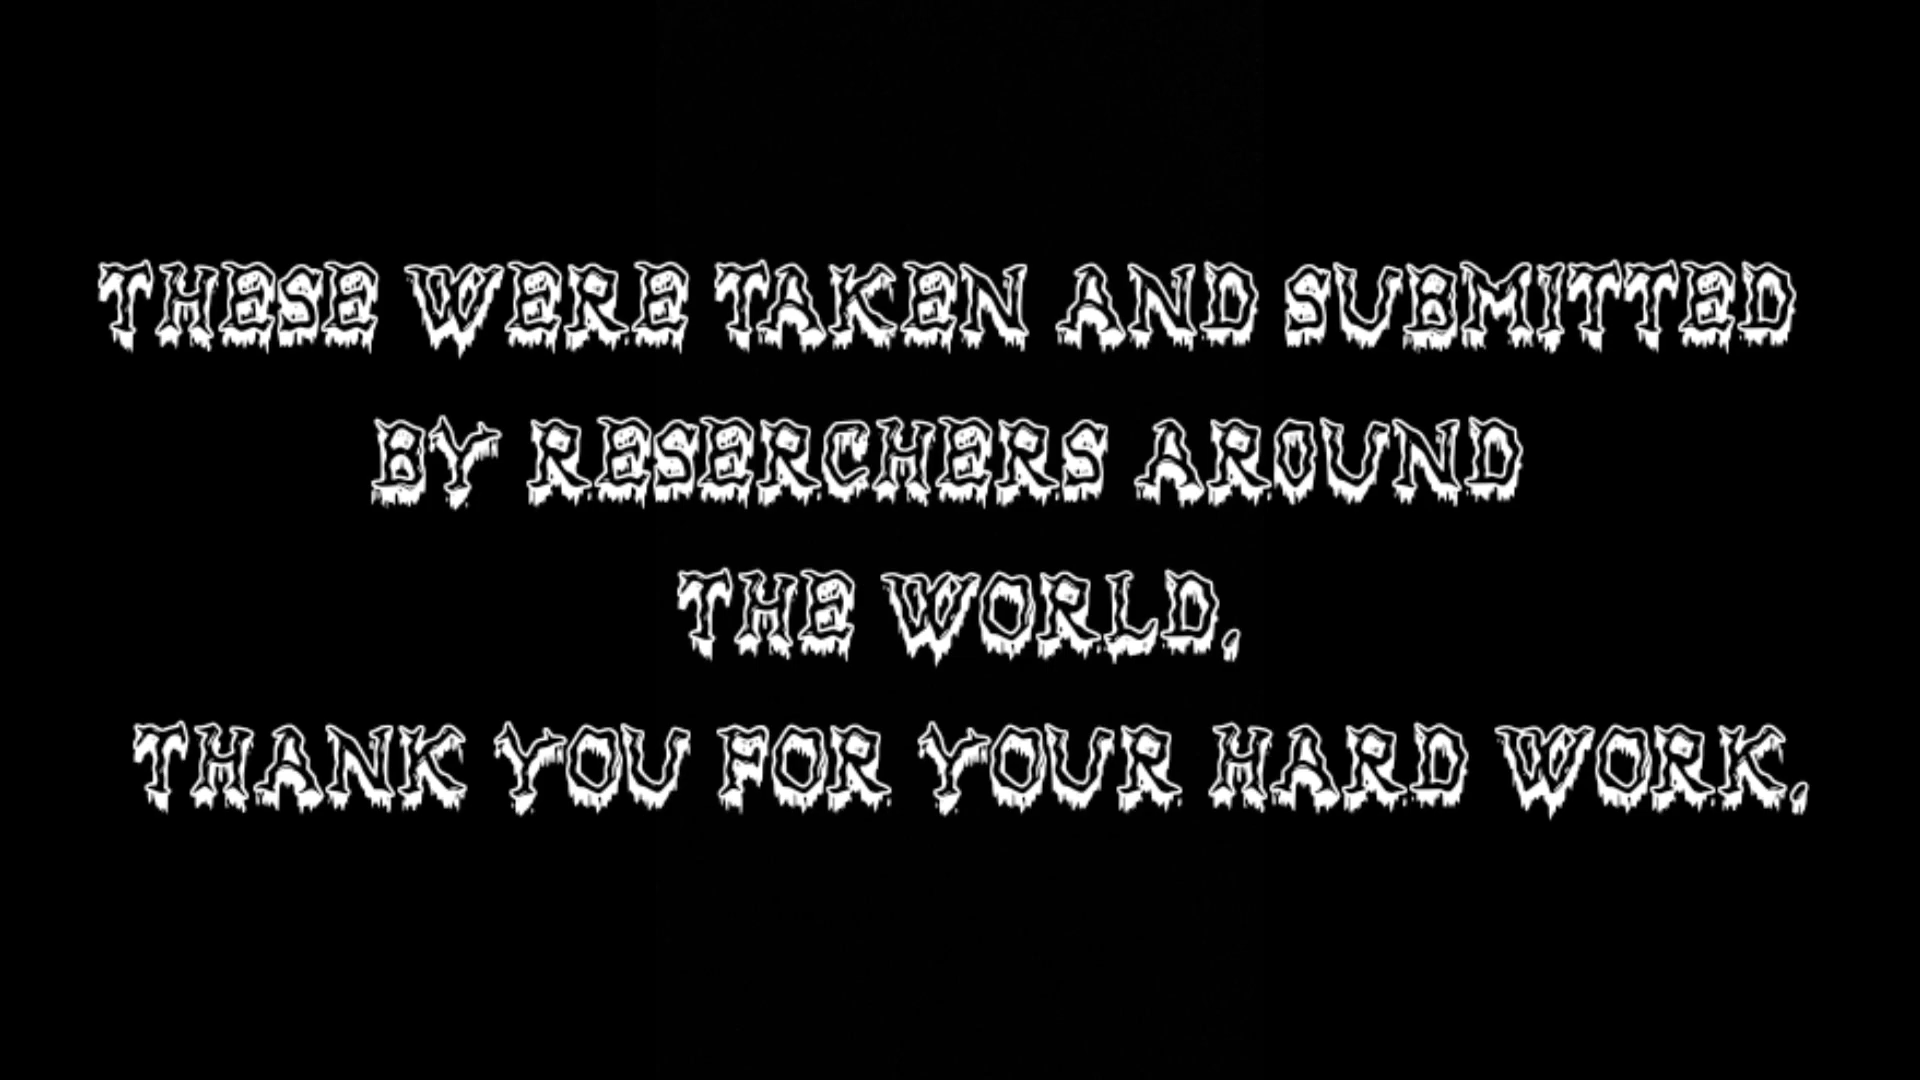 THESE WERE TAKEN AND SUBMITTED
BY RESERCHERS AROUND
THE WORLD,
THANK YOU FOR YOUR HARD WORK,